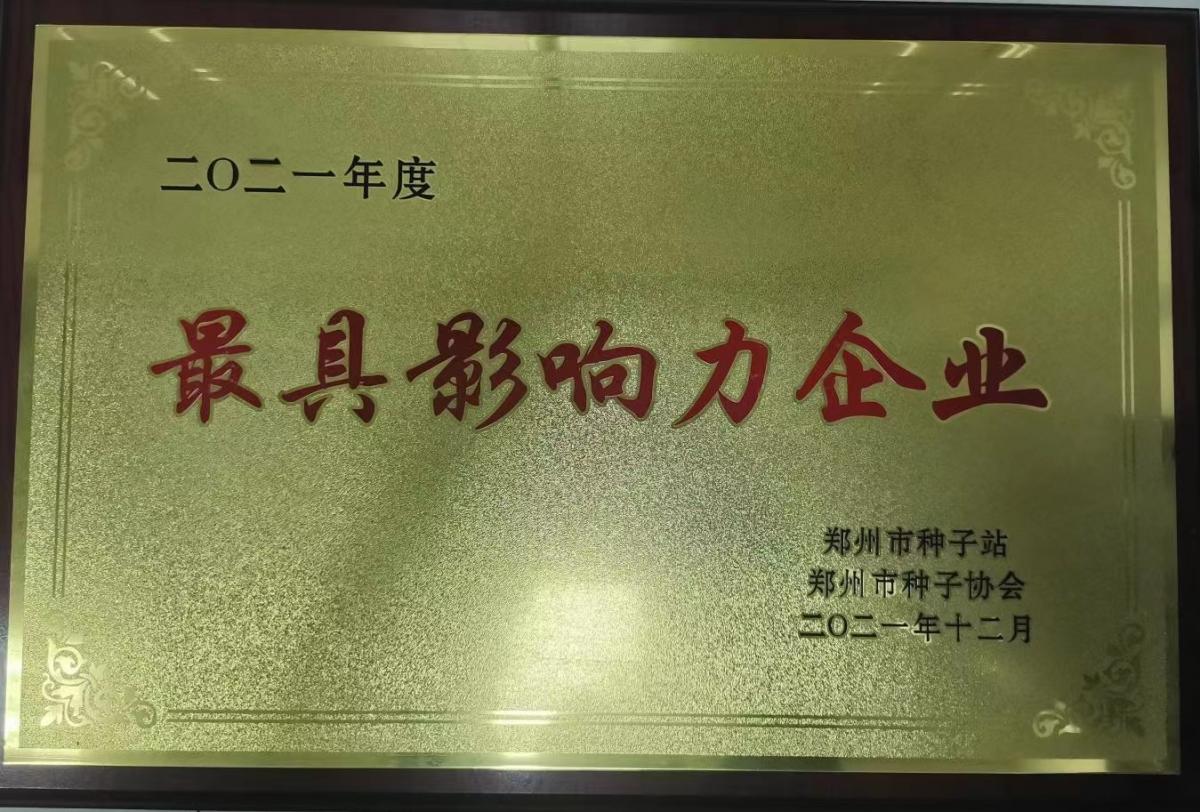 二〇二一年度
最具影响力企业
郑州市种子站
郑州市种子协会
二〇二一年十二月